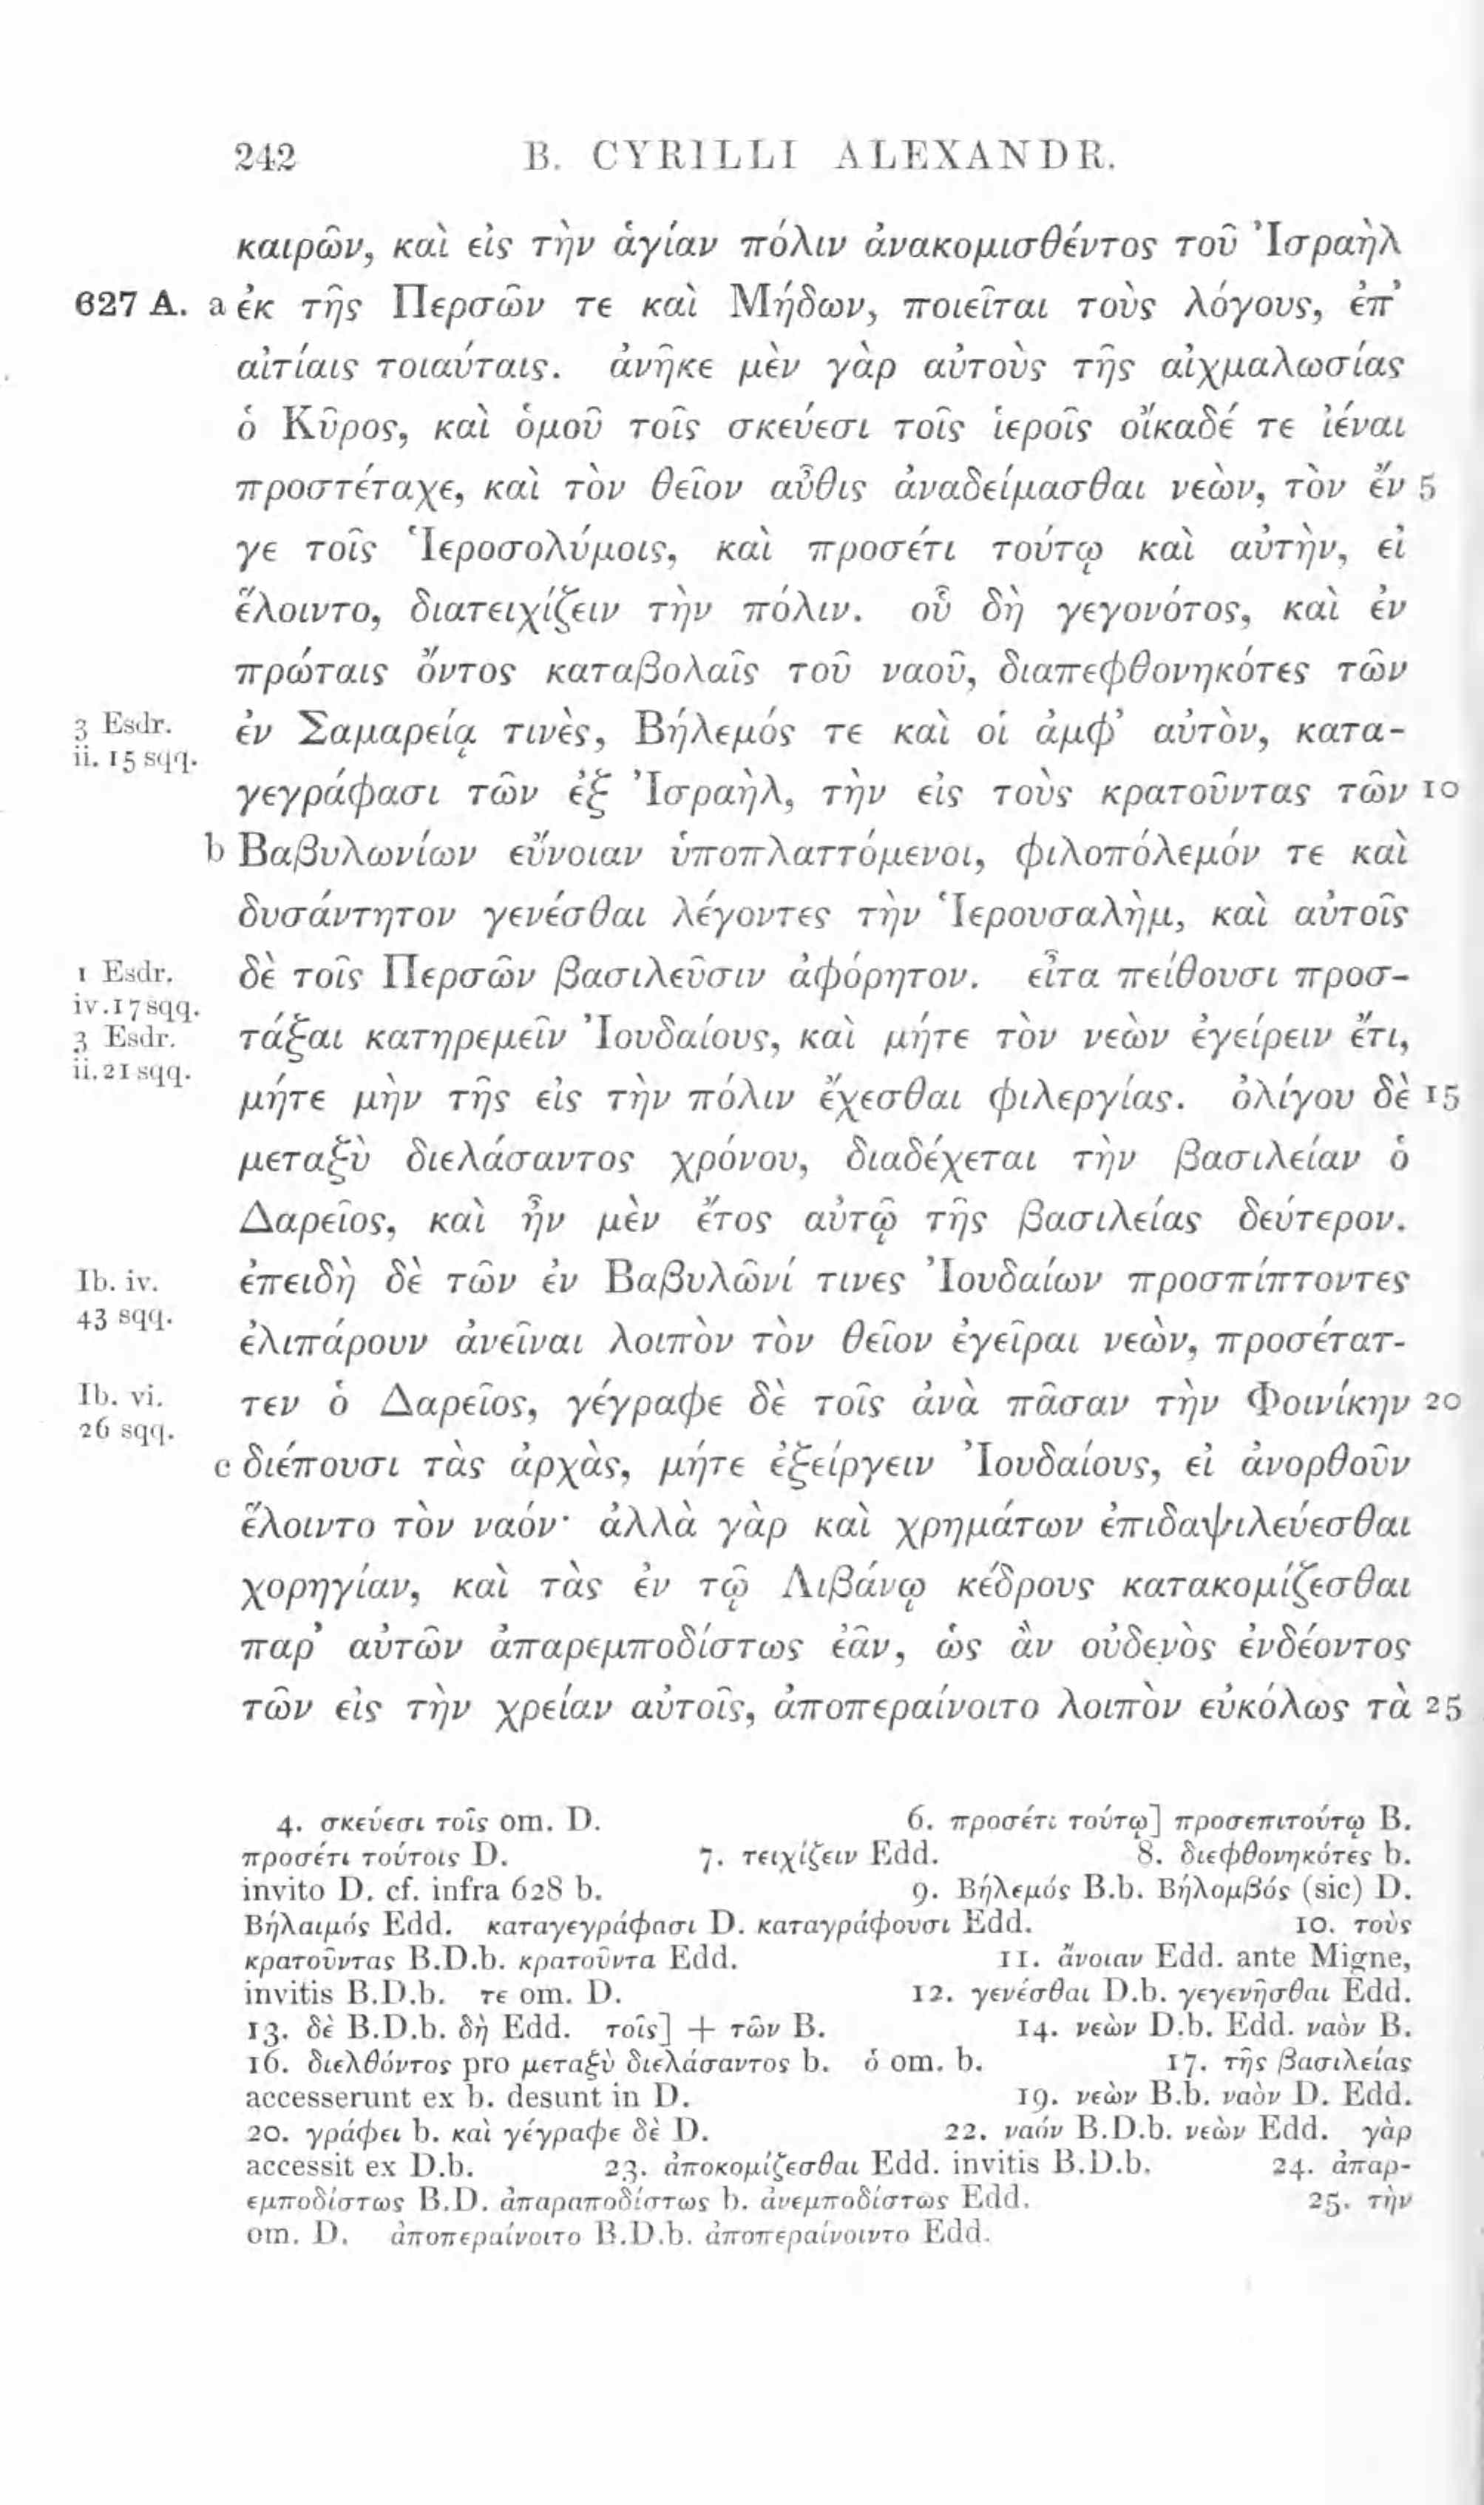 242 B. CYRILLI ALEXANDR.
καιρῶν, καὶ εἰς τὴν ἁγίαν πόλιν ἀνακομισθέντος τοῦ Ἰσραὴλ
627 A. a ἐκ τῆς Περσῶν τε καὶ Μήδων, ποιεῖται τοὺς λόγους, ἐπ’
αἰτίαις τοιαύταις. ἀνῆκε μὲν γὰρ αὐτοὺς τῆς αἰχμαλωσίας
ὁ Κῦρος, καὶ ὁμοῦ τοῖς σκεύεσι τοῖς ἱεροῖς οἴκαδέ τε ἰέναι
προστέταχε, καὶ τὸν θεῖον αὖθις ἀναδείμασθαι νεὼν, τὸν ἔν 5
γε τοῖς Ἱεροσολύμοις, καὶ προσέτι τούτῳ καὶ αὐτὴν, εἰ
ἕλοιντο, διατειχίζειν τὴν πόλιν. οὗ δὴ γεγονότος, καὶ ἐν
πρώταις ὄντος καταβολαῖς τοῦ ναοῦ, διαπεφθονηκότες τῶν
3 Esdr. ἐν Σαμαρείᾳ τινὲς, Βήλεμός τε καὶ οἱ ἀμφ’ αὐτὸν, κατα-
ii. 15 sqq.
γεγράφασι τῶν ἐξ Ἰσραὴλ, τὴν εἰς τοὺς κρατοῦντας τῶν 10
b Βαβυλωνίων εὔνοιαν ὑποπλαττόμενοι, φιλοπόλεμόν τε καὶ
δυσάντητον γενέσθαι λέγοντες τὴν Ἱερουσαλὴμ, καὶ αὐτοῖς
1 Esdr. δὲ τοῖς Περσῶν βασιλεῦσιν ἀφόρητον. εἶτα πείθουσι προσ-
iv. 17 sqq.
3 Esdr. τάξαι κατηρεμεῖν Ἰουδαίους, καὶ μήτε τὸν νεὼν ἐγείρειν ἔτι,
ii. 21 sqq.
μήτε μὴν τῆς εἰς τὴν πόλιν ἔχεσθαι φιλεργίας. ὀλίγου δὲ 15
μεταξὺ διελάσαντος χρόνου, διαδέχεται τὴν βασιλείαν ὁ
Δαρεῖος, καὶ ἦν μὲν ἔτος αὐτῷ τῆς βασιλείας δεύτερον.
Ib. iv. ἐπειδὴ δὲ τῶν ἐν Βαβυλῶνί τινες Ἰουδαίων προσπίπτοντες
43 sqq.
ἐλιπάρουν ἀνεῖναι λοιπὸν τὸν θεῖον ἐγεῖραι νεὼν, προσέτατ-
Ib. vi. τεν ὁ Δαρεῖος, γέγραφε δὲ τοῖς ἀνὰ πᾶσαν τὴν Φοινίκην 20
26 sqq.
c διέπουσι τὰς ἀρχὰς, μήτε ἐξείργειν Ἰουδαίους, εἰ ἀνορθοῦν
ἕλοιντο τὸν ναόν· ἀλλὰ γὰρ καὶ χρημάτων ἐπιδαψιλεύεσθαι
χορηγίαν, καὶ τὰς ἐν τῷ Λιβάνῳ κέδρους κατακομίζεσθαι
παρ’ αὐτῶν ἀπαρεμποδίστως ἐᾶν, ὡς ἂν οὐδενὸς ἐνδέοντος
τῶν εἰς τὴν χρείαν αὐτοῖς, ἀποπεραίνοιτο λοιπὸν εὐκόλως τὰ 25
4. σκεύεσι τοῖς om. D. 6. προσέτι τούτῳ] προσεπιτούτῳ B.
προσέτι τούτοις D. 7. τειχίζειν Edd. 8. διεφθονηκότες b.
invito D. cf. infra 628 b. 9. Βήλεμός B.b. Βήλομβός (sic) D.
Βήλαιμός Edd. καταγεγράφασι D. καταγράφουσι Edd. 10. τοὺς
κρατοῦντας B.D.b. κρατοῦντα Edd. 11. ἄνοιαν Edd. ante Migne,
invitis B.D.b. τε om. D. 12. γενέσθαι D.b. γεγενῆσθαι Edd.
13. δὲ B.D.b. δὴ Edd. τοῖς] + τῶν B. 14. νεὼν D.b. Edd. ναὸν B.
16. διελθόντος pro μεταξὺ διελάσαντος b. ὁ om. b. 17. τῆς βασιλείας
accesserunt ex b. desunt in D. 19. νεὼν B.b. ναὸν D. Edd.
20. γράφει b. καὶ γέγραφε δὲ D. 22. ναόν B.D.b. νεὼν Edd. γὰρ
accessit ex D.b. 23. ἀποκομίζεσθαι Edd. invitis B.D.b. 24. ἀπαρ-
εμποδίστως B.D. ἀπαραποδίστως b. ἀνεμποδίστως Edd. 25. τὴν
om. D. ἀποπεραίνοιτο B.D.b. ἀποπεραίνοιντο Edd.